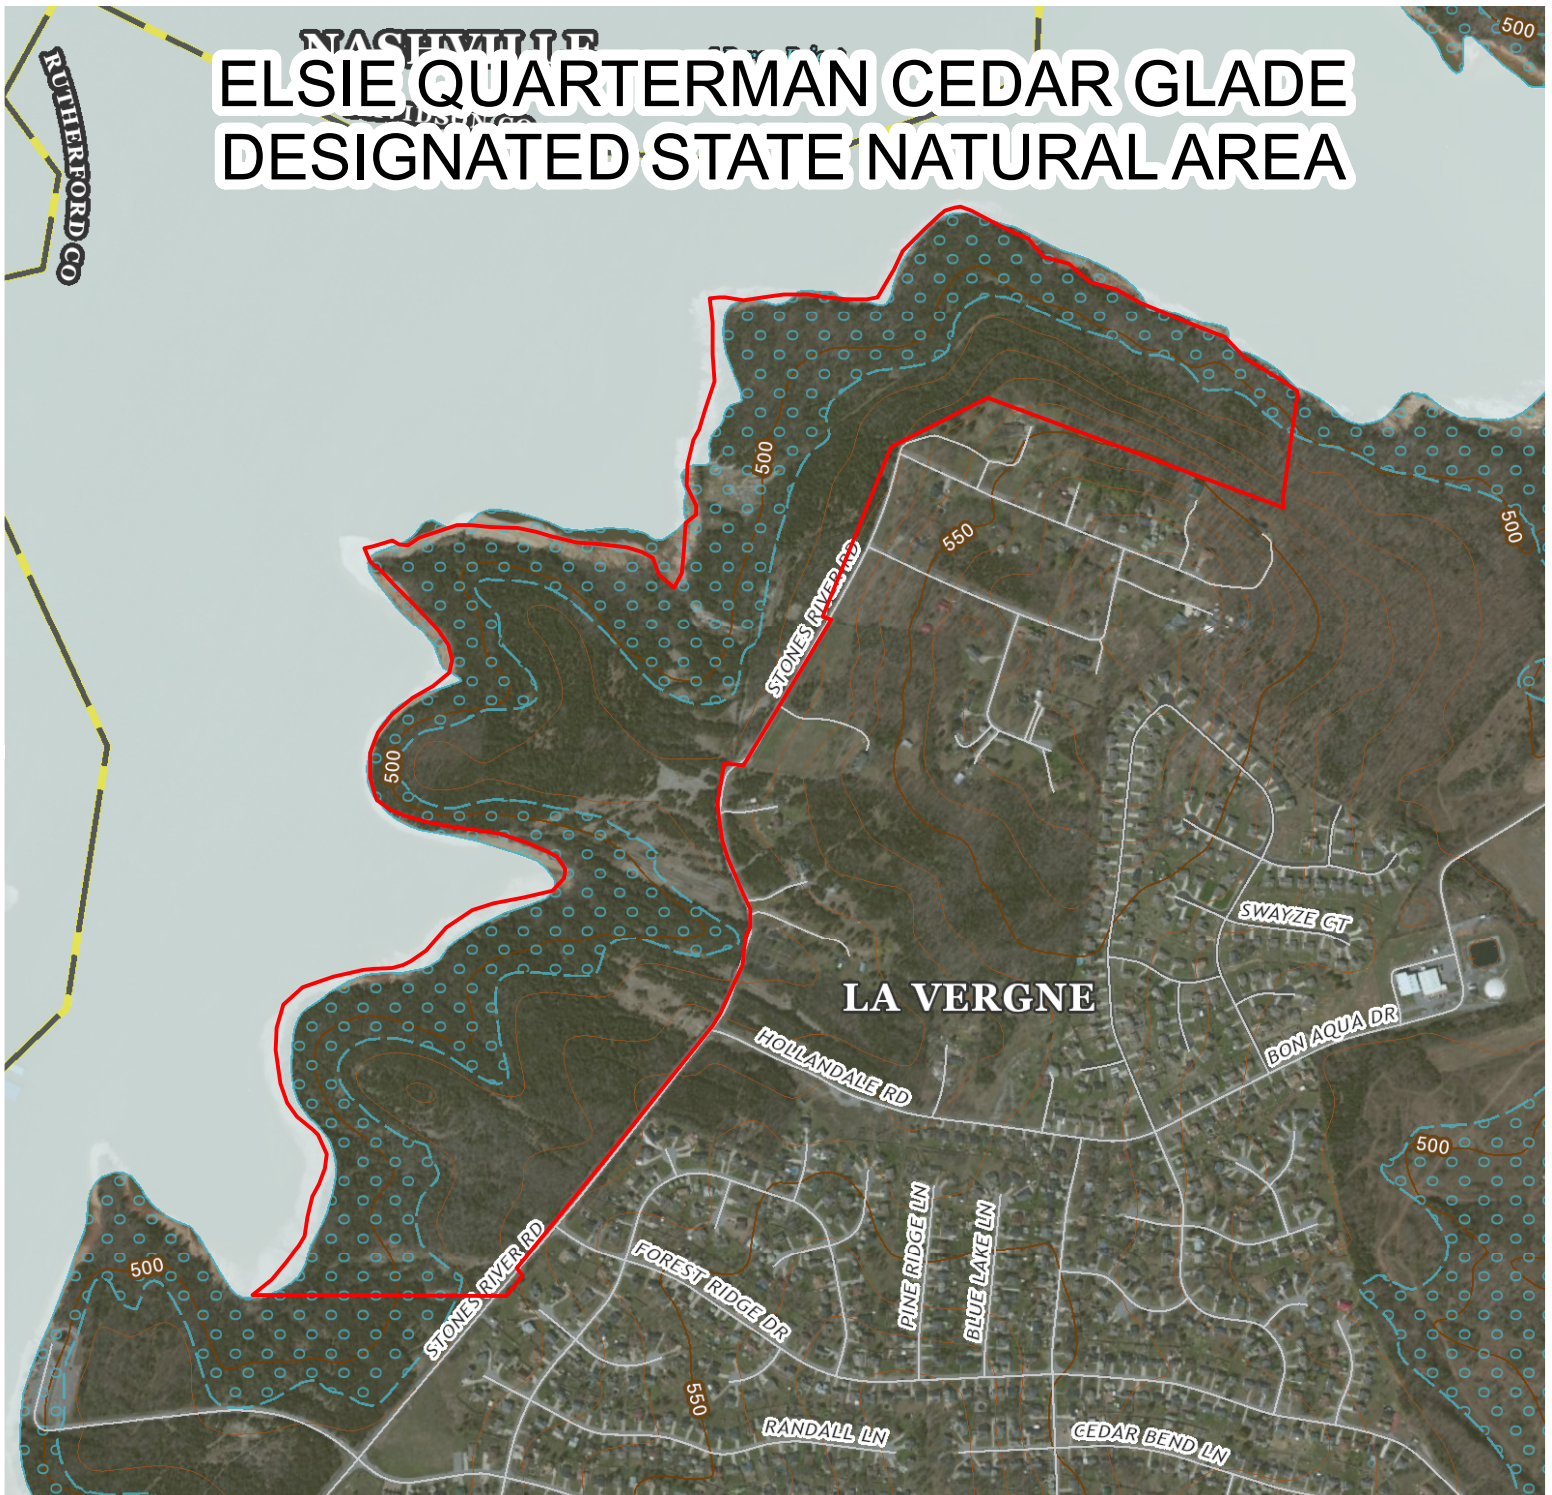 NASHVILLE
ELSIE QUARTERMAN CEDAR GLADE
DESIGNATED STATE NATURAL AREA
RUTHERFORD CO
500
500
550
500
STONES RIVER RD
500
SWAYZE CT
LA VERGNE
BON AQUA DR
HOLLANDALE RD
500
500
STONES RIVER RD
FOREST RIDGE DR
PINE RIDGE LN
BLUE LAKE LN
550
RANDALL LN
CEDAR BEND LN